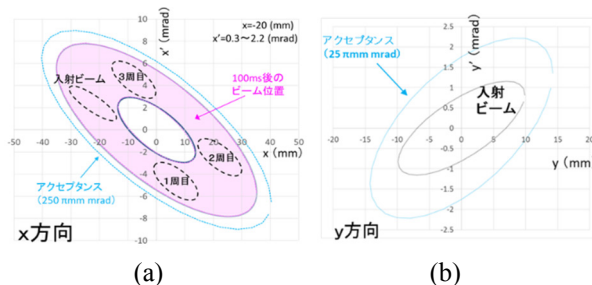 x=-20 (mm)
x'=0.3～2.2 (mrad)
x' (mrad)
10
8
6
4
2
0
-2
-4
-6
-8
-10
-50 -40 -30 -20 -10 0 10 20 30 40 50
x (mm)
入射ビーム
3周目
100ms後の
ビーム位置
2周目
1周目
アクセプタンス
(250 πmm mrad)
x方向
(a)
アクセプタンス
(25 πmm mrad)
y' (mrad)
2.5
2
1.5
1
0.5
0
-0.5
-1
-1.5
-2
-2.5
-20 -15 -10 -5 0 5 10 15 20
y (mm)
入射
ビーム
y方向
(b)